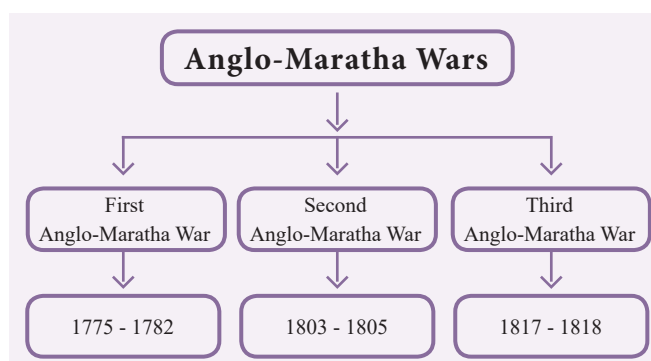 Anglo-Maratha Wars
First
Anglo-Maratha War
Second
Anglo-Maratha War
Third
Anglo-Maratha War
1775 - 1782
1803 - 1805
1817 - 1818